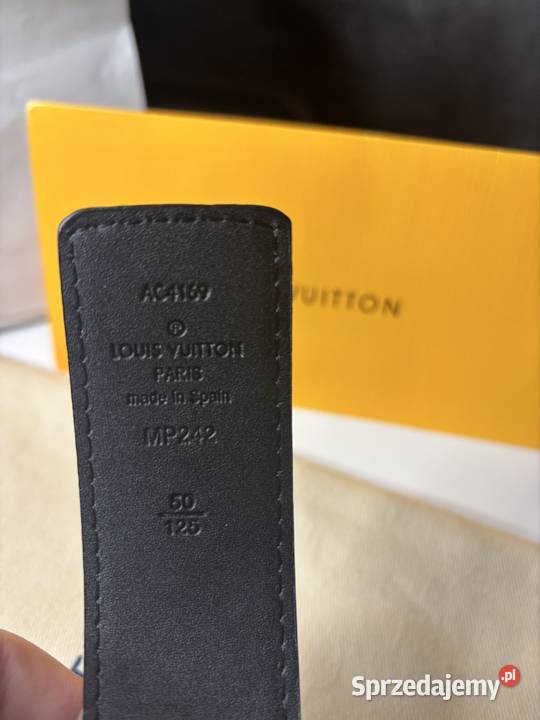 AC4169
®
LOUIS VUITTON
PARIS
made in Spain
MP242
50
125
VUITTON
Sprzedajemy.pl